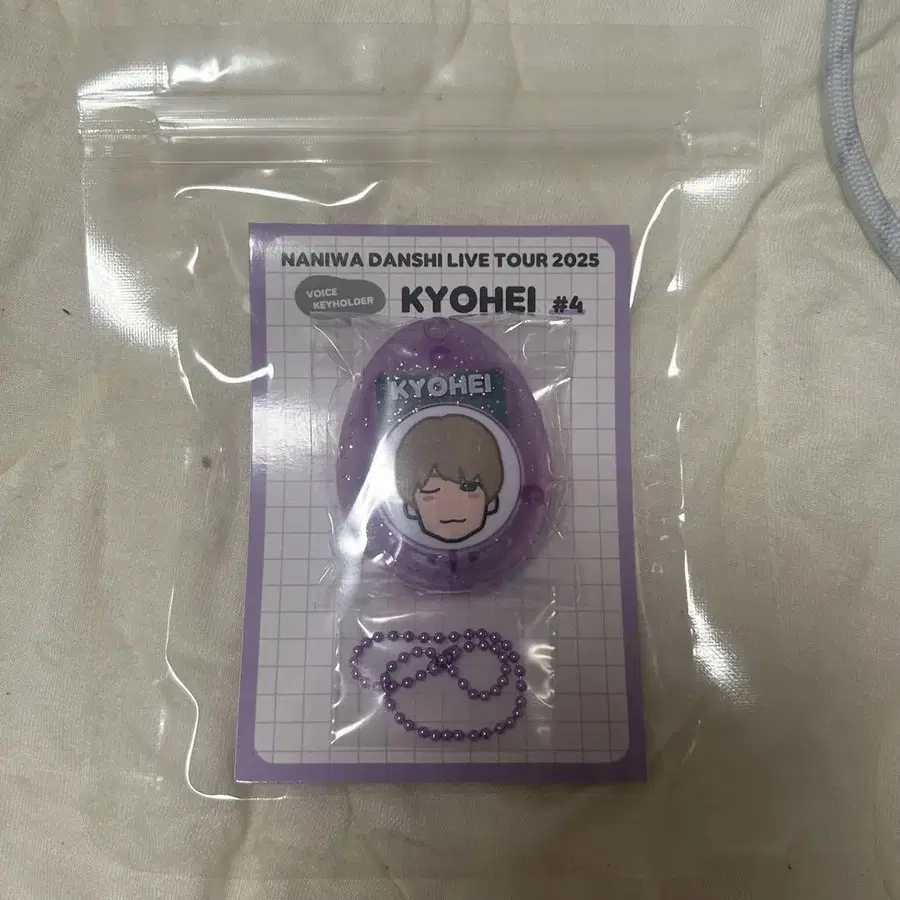 NANIWA DANSHI LIVE TOUR 2025
VOICE
KEYHOLDER
KYOHEI #4
KYOHEI